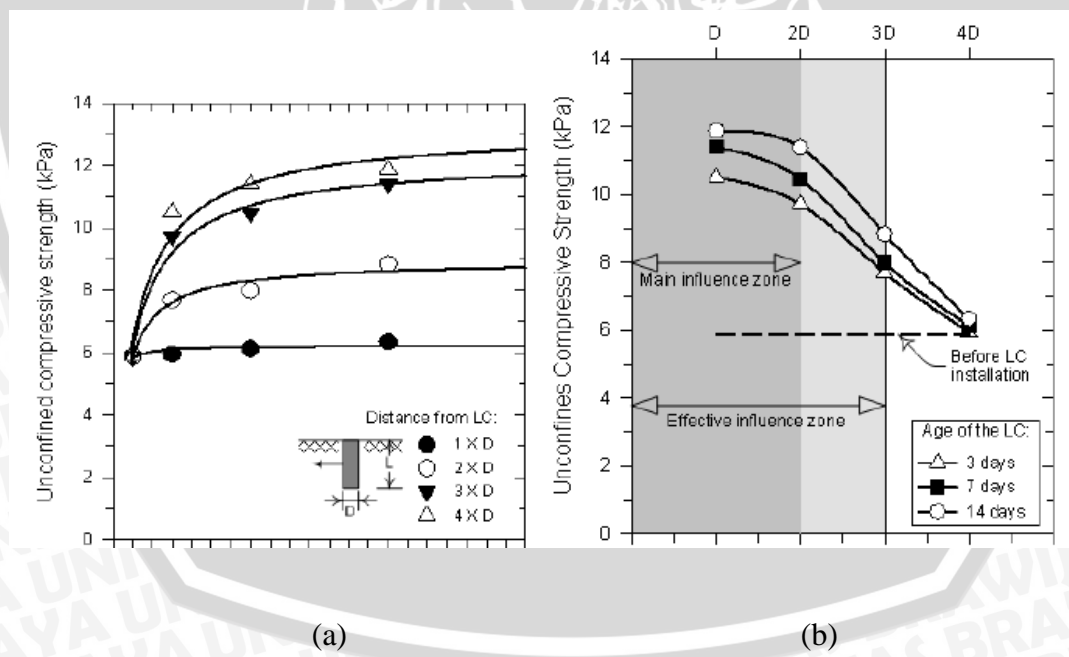 Unconfined compressive strength (kPa)
14
12
10
8
6
4
2
0
Distance from LC:
1 X D
2 X D
3 X D
4 X D
L
D
(a)
D
2D
3D
4D
Unconfines Compressive Strength (kPa)
14
12
10
8
6
4
2
0
Main influence zone
Before LC
installation
Effective influence zone
Age of the LC:
3 days
7 days
14 days
(b)